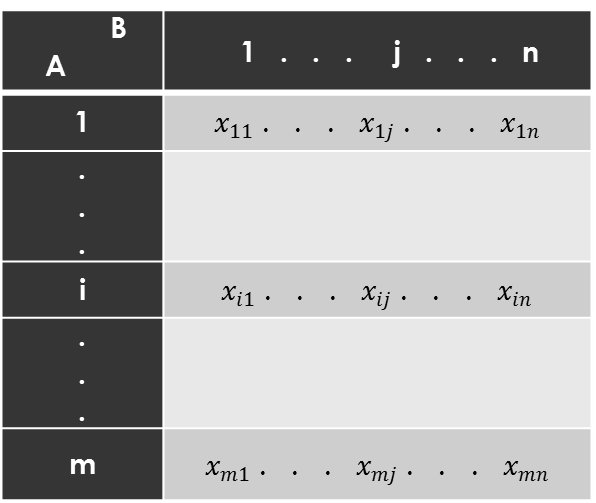 B
A
1 . . . j . . . n
1 x₁₁ . . . x₁ⱼ . . . x₁ₙ
.
.
.
i xᵢ₁ . . . xᵢⱼ . . . xᵢₙ
.
.
.
m xₘ₁ . . . xₘⱼ . . . xₘₙ